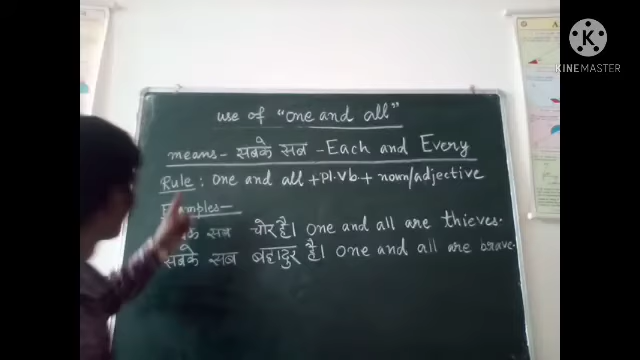 KINEMASTER
use of "one and all"
means - सबके सब - Each and Every
Rule : One and all + Pl. Vb + noun/adjective
Examples-
सब चोर है। One and all are thieves.
सबके सब बहादुर है। One and all are brave.